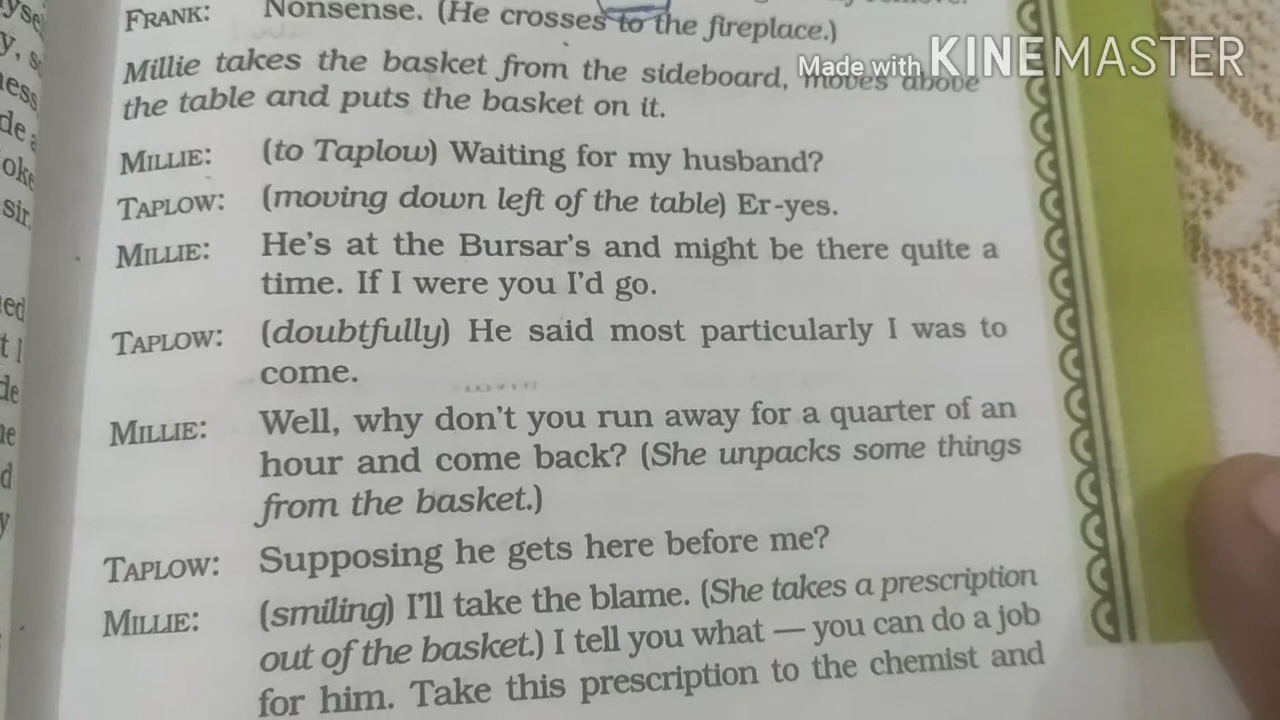 FRANK: Nonsense. (He crosses to the fireplace.)
Millie takes the basket from the sideboard, moves above
the table and puts the basket on it.
MILLIE: (to Taplow) Waiting for my husband?
TAPLOW: (moving down left of the table) Er-yes.
MILLIE: He's at the Bursar's and might be there quite a
time. If I were you I'd go.
TAPLOW: (doubtfully) He said most particularly I was to
come.
MILLIE: Well, why don't you run away for a quarter of an
hour and come back? (She unpacks some things
from the basket.)
TAPLOW: Supposing he gets here before me?
MILLIE: (smiling) I'll take the blame. (She takes a prescription
out of the basket.) I tell you what — you can do a job
for him. Take this prescription to the chemist and
Made with KINEMASTER